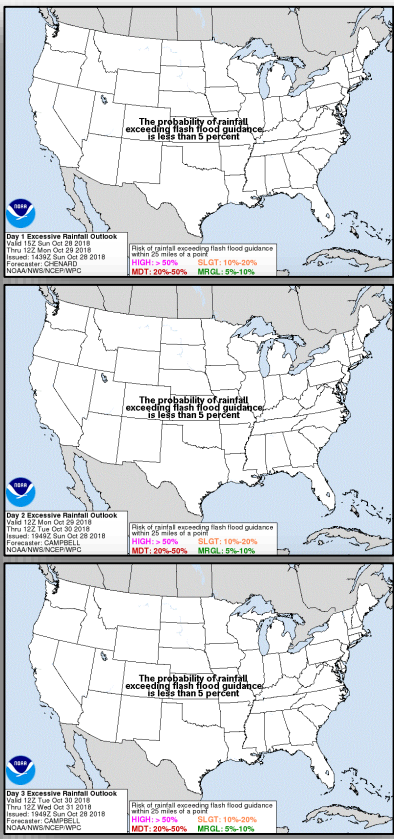 The probability of rainfall
exceeding flash flood guidance
is less than 5 percent
NOAA
Day 1 Excessive Rainfall Outlook
Valid 15Z Sun Oct 28 2018
Thru 12Z Mon Oct 29 2018
Issued: 1439Z Sun Oct 28 2018
Forecaster: CHENARD
NOAA/NWS/NCEP/WPC
Risk of rainfall exceeding flash flood guidance
within 25 miles of a point
HIGH: > 50% SLGT: 10%-20%
MDT: 20%-50% MRGL: 5%-10%
The probability of rainfall
exceeding flash flood guidance
is less than 5 percent
NOAA
Day 2 Excessive Rainfall Outlook
Valid 12Z Mon Oct 29 2018
Thru 12Z Tue Oct 30 2018
Issued: 1949Z Sun Oct 28 2018
Forecaster: CAMPBELL
NOAA/NWS/NCEP/WPC
Risk of rainfall exceeding flash flood guidance
within 25 miles of a point
HIGH: > 50% SLGT: 10%-20%
MDT: 20%-50% MRGL: 5%-10%
The probability of rainfall
exceeding flash flood guidance
is less than 5 percent
NOAA
Day 3 Excessive Rainfall Outlook
Valid 12Z Tue Oct 30 2018
Thru 12Z Wed Oct 31 2018
Issued: 1949Z Sun Oct 28 2018
Forecaster: CAMPBELL
NOAA/NWS/NCEP/WPC
Risk of rainfall exceeding flash flood guidance
within 25 miles of a point
HIGH: > 50% SLGT: 10%-20%
MDT: 20%-50% MRGL: 5%-10%